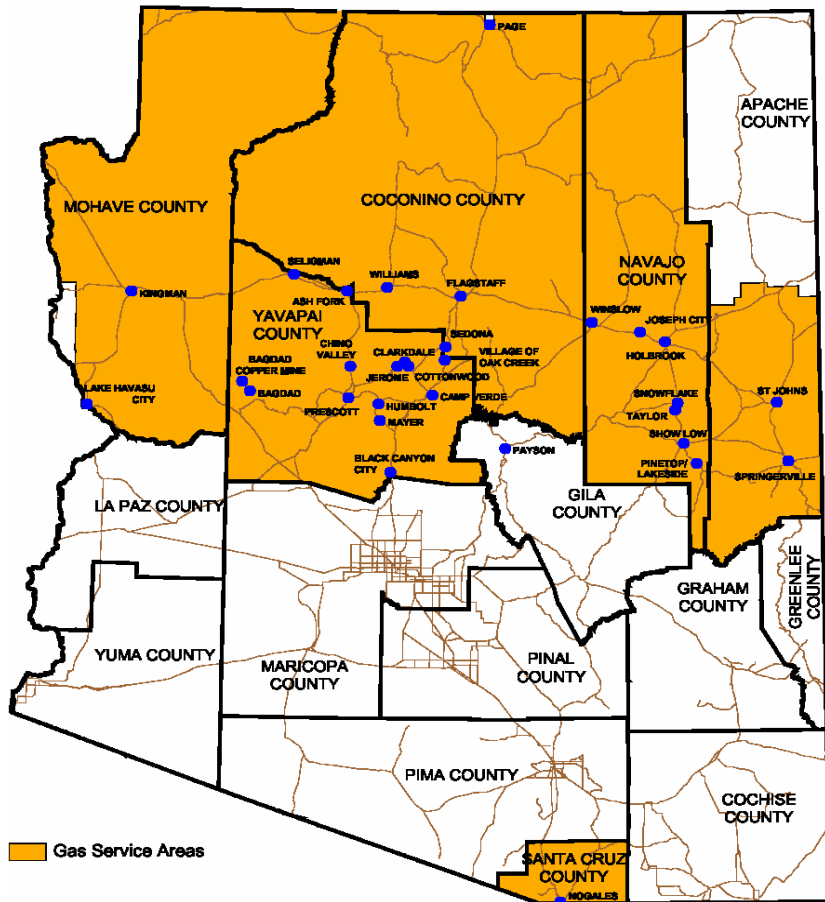 PAGE
APACHE
COUNTY
MOHAVE COUNTY
COCONINO COUNTY
NAVAJO
COUNTY
SELIGMAN
WILLIAMS
FLAGSTAFF
KINGMAN
ASH FORK
WINSLOW
JOSEPH CITY
YAVAPAI
COUNTY
HOLBROOK
SEDONA
CHINO
VALLEY
CLARKDALE
VILLAGE OF
OAK CREEK
BAGDAD
COPPER MINE
JEROME
COTTONWOOD
BAGDAD
LAKE HAVASU
CITY
PRESCOTT
HUMBOLT
CAMP VERDE
SNOWFLAKE
ST JOHNS
TAYLOR
MAYER
SHOW LOW
PAYSON
BLACK CANYON
CITY
PINETOP/
LAKESIDE
SPRINGERVILLE
LA PAZ COUNTY
GILA
COUNTY
GREENLEE
COUNTY
GRAHAM
COUNTY
YUMA COUNTY
MARICOPA
COUNTY
PINAL
COUNTY
PIMA COUNTY
COCHISE
COUNTY
Gas Service Areas
SANTA CRUZ
COUNTY
NOGALES